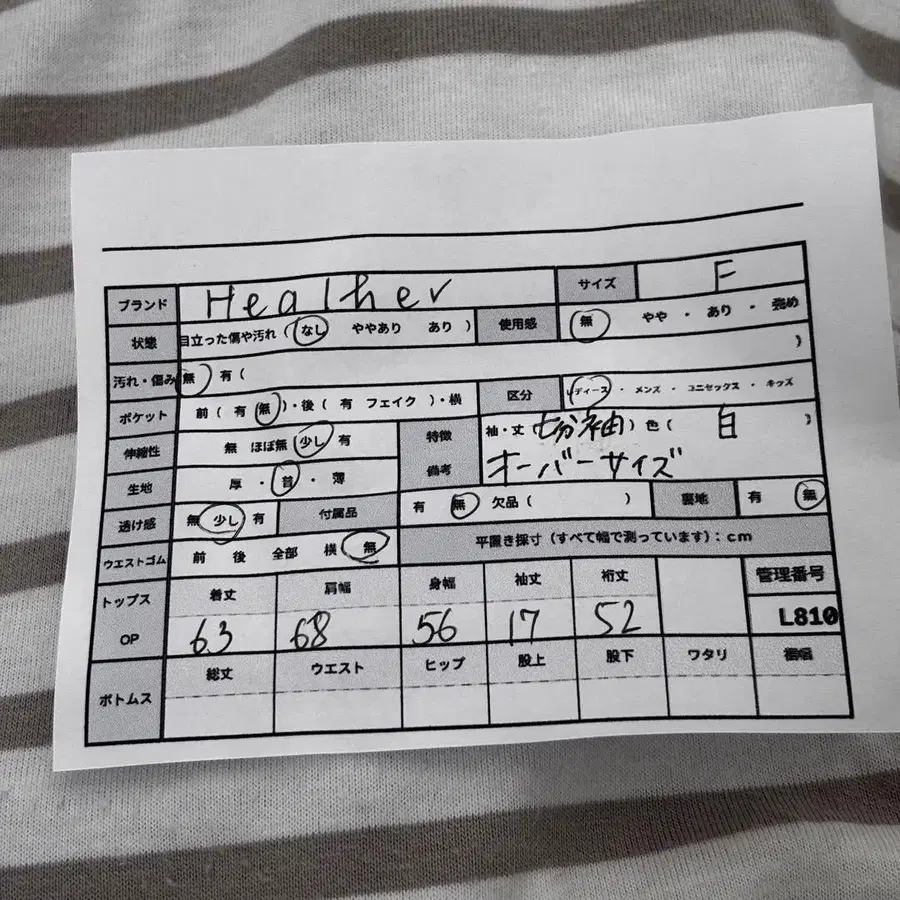 ブランド Healher サイズ F
状態 目立った傷や汚れ ( なし ややあり あり ) 使用感 無 やや ・ あり ・ 強め
汚れ・傷み 無 有 ( )
ポケット 前 ( 有 無 ) ・後 ( 有 フェイク ) ・横 区分 レディース ・ メンズ ・ ユニセックス ・ キッズ
伸縮性 無 ほぼ無 少し 有 特徴 袖・丈 ( 七分袖 ) 色 ( 白 )
生地 厚 ・ 普 ・ 薄 備考 オーバーサイズ
透け感 無 少し 有 付属品 有 無 欠品 ( ) 裏地 有 無
ウエストゴム 前 後 全部 横 無 平置き採寸 (すべて幅で測っています) : cm
トップス 着丈 肩幅 身幅 袖丈 裄丈 管理番号
OP 63 68 56 17 52 L810
ボトムス 総丈 ウエスト ヒップ 股上 股下 ワタリ 裾幅